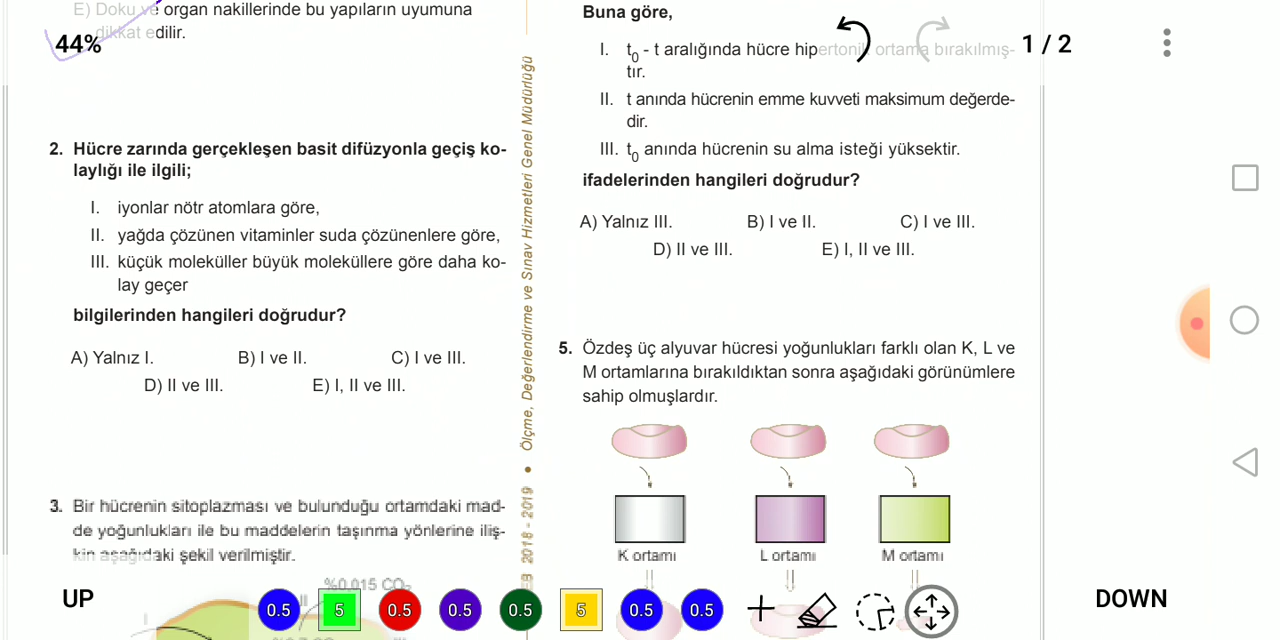 E) Doku ve organ nakillerinde bu yapıların uyumuna
dikkat edilir.
44%
2. Hücre zarında gerçekleşen basit difüzyonla geçiş ko-
laylığı ile ilgili;
I. iyonlar nötr atomlara göre,
II. yağda çözünen vitaminler suda çözünenlere göre,
III. küçük moleküller büyük moleküllere göre daha ko-
lay geçer
bilgilerinden hangileri doğrudur?
A) Yalnız I. B) I ve II. C) I ve III.
D) II ve III. E) I, II ve III.
3. Bir hücrenin sitoplazması ve bulunduğu ortamdaki mad-
de yoğunlukları ile bu maddelerin taşınma yönlerine iliş-
kin aşağıdaki şekil verilmiştir.
%0,015 CO₂
2018 - 2019 • Ölçme, Değerlendirme ve Sınav Hizmetleri Genel Müdürlüğü
Buna göre,
I. t₀ - t aralığında hücre hipertonik ortama bırakılmış-
tır.
II. t anında hücrenin emme kuvveti maksimum değerde-
dir.
III. t₀ anında hücrenin su alma isteği yüksektir.
ifadelerinden hangileri doğrudur?
A) Yalnız III. B) I ve II. C) I ve III.
D) II ve III. E) I, II ve III.
5. Özdeş üç alyuvar hücresi yoğunlukları farklı olan K, L ve
M ortamlarına bırakıldıktan sonra aşağıdaki görünümlere
sahip olmuşlardır.
K ortamı L ortamı M ortamı
1 / 2
UP
0.5 5 0.5 0.5 0.5 5 0.5 0.5
DOWN